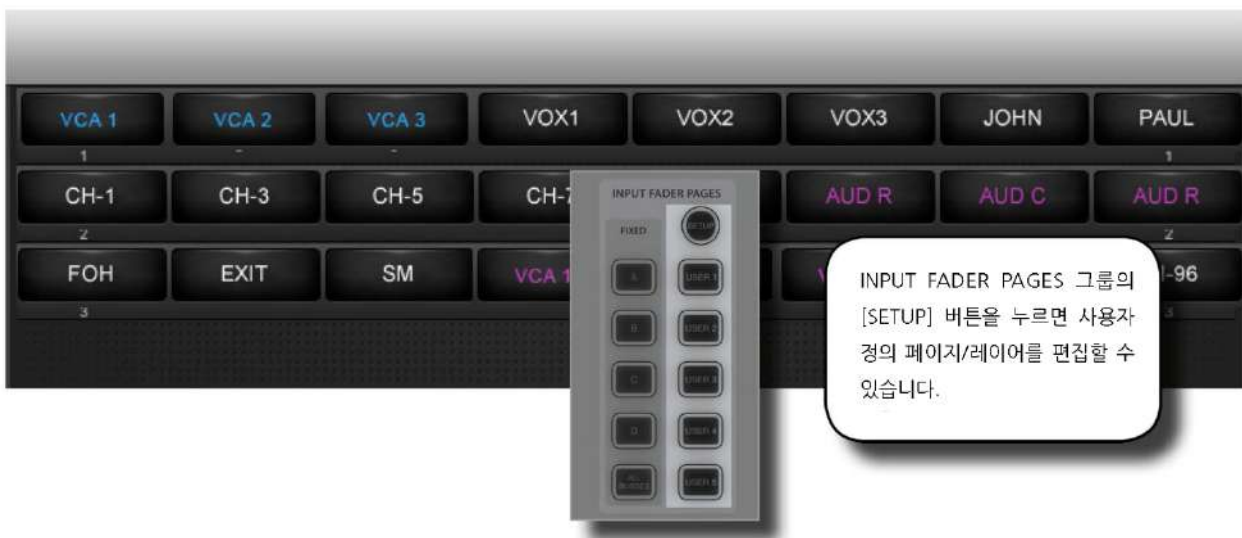 VCA 1 VCA 2 VCA 3 VOX1 VOX2 VOX3 JOHN PAUL
1 - - 1
CH-1 CH-3 CH-5 AUD R AUD C AUD R
2 2
FOH EXIT SM VCA 1 -96
3 3
INPUT FADER PAGES
FIXED SETUP
A USER 1
B USER 2
C USER 3
D USER 4
USER 5
INPUT FADER PAGES 그룹의
[SETUP] 버튼을 누르면 사용자
정의 페이지/레이어를 편집할 수
있습니다.